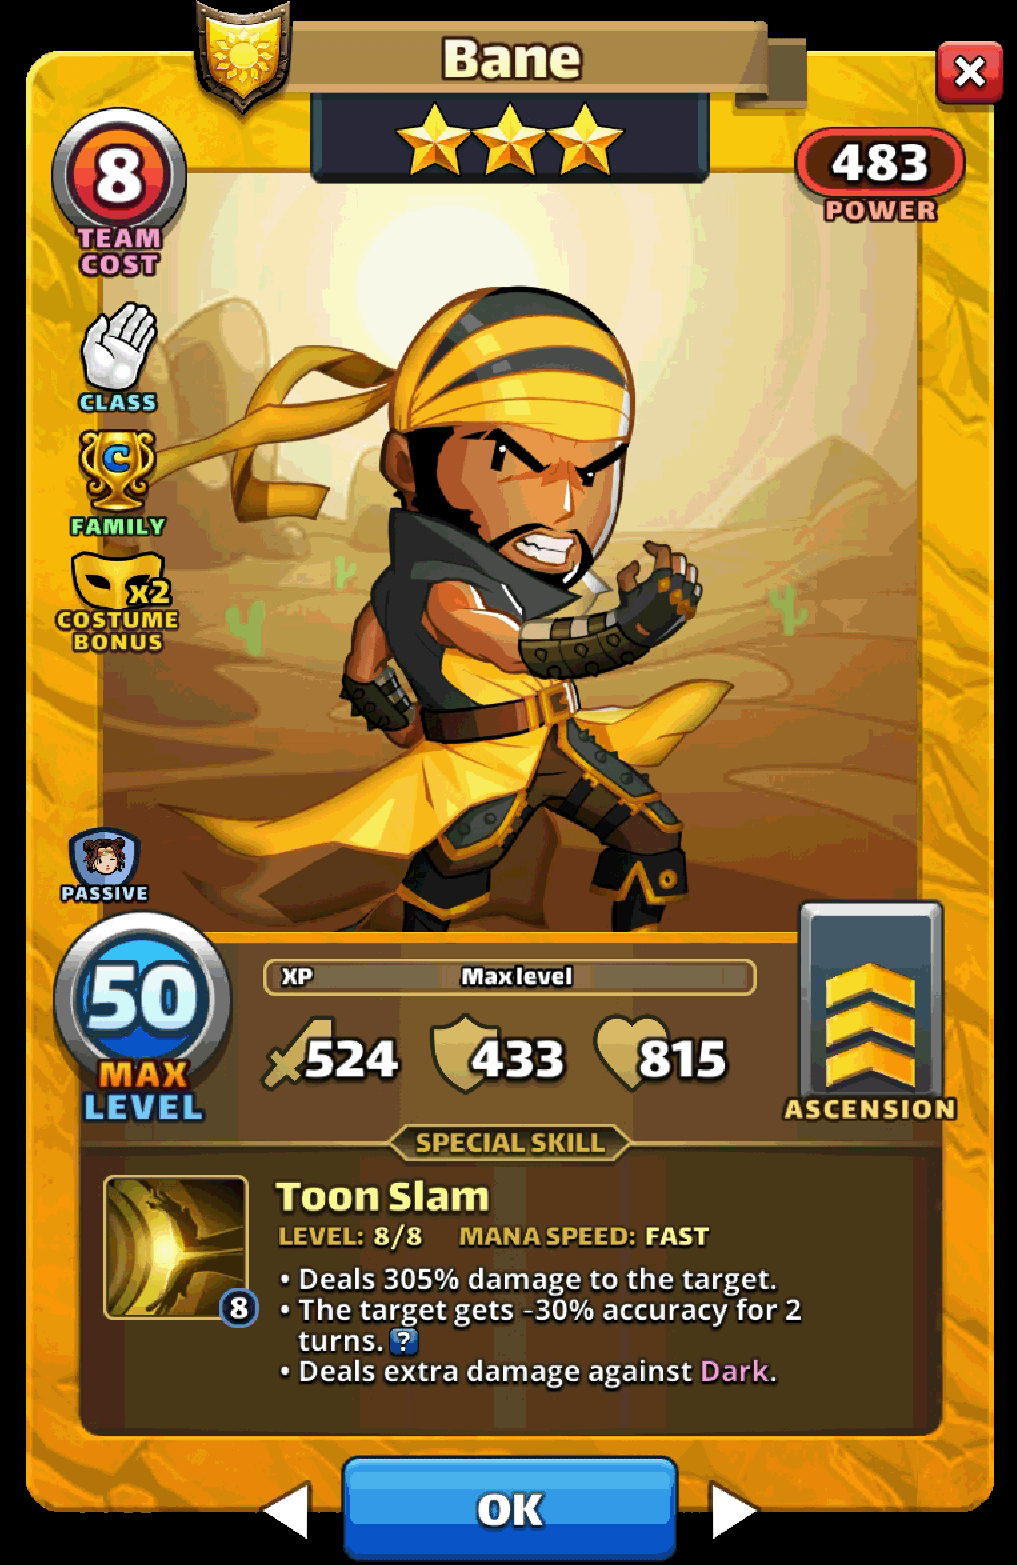 Bane
8
TEAM
COST
483
POWER
CLASS
C
FAMILY
x2
COSTUME
BONUS
PASSIVE
50
MAX
LEVEL
XP Max level
524 433 815
ASCENSION
SPECIAL SKILL
Toon Slam
LEVEL: 8/8 MANA SPEED: FAST
8
• Deals 305% damage to the target.
• The target gets -30% accuracy for 2
turns. ?
• Deals extra damage against Dark.
OK